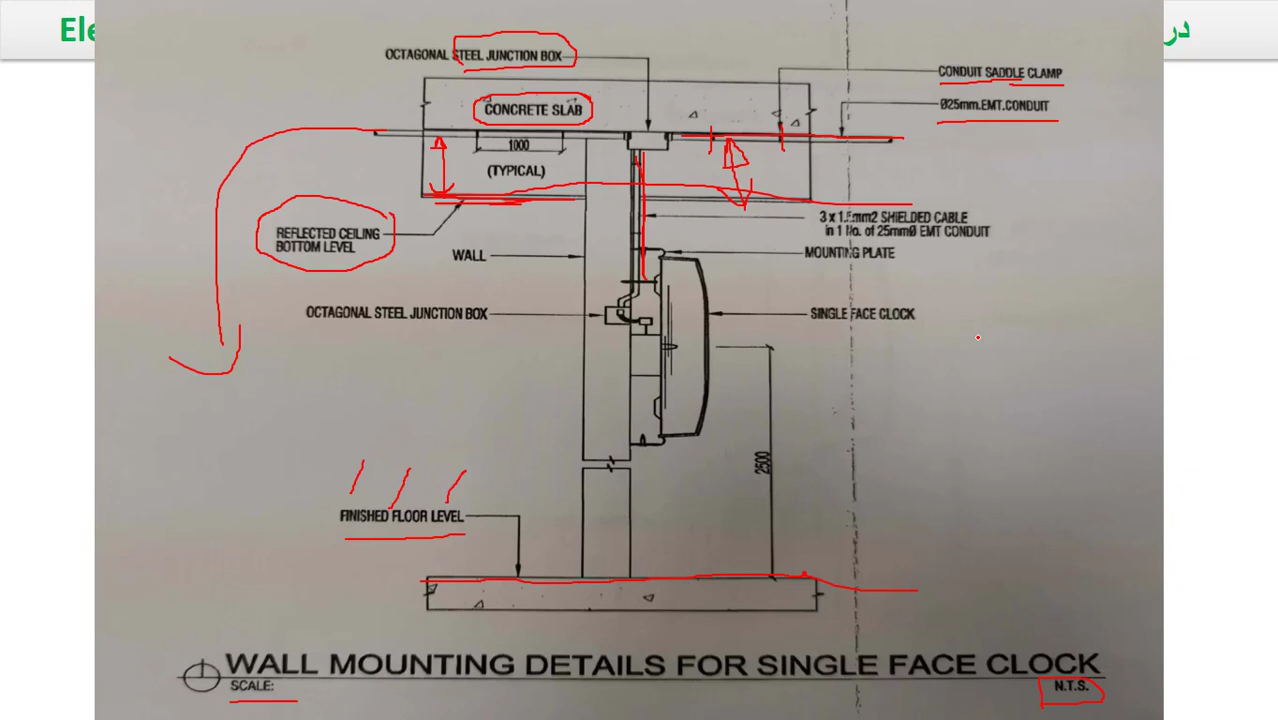 Ele
در
OCTAGONAL STEEL JUNCTION BOX
CONDUIT SADDLE CLAMP
Ø25mm.EMT.CONDUIT
CONCRETE SLAB
1000
(TYPICAL)
REFLECTED CEILING
BOTTOM LEVEL
3 x 1.5mm2 SHIELDED CABLE
in 1 No. of 25mmØ EMT CONDUIT
WALL
MOUNTING PLATE
OCTAGONAL STEEL JUNCTION BOX
SINGLE FACE CLOCK
2500
FINISHED FLOOR LEVEL
WALL MOUNTING DETAILS FOR SINGLE FACE CLOCK
SCALE:
N.T.S.